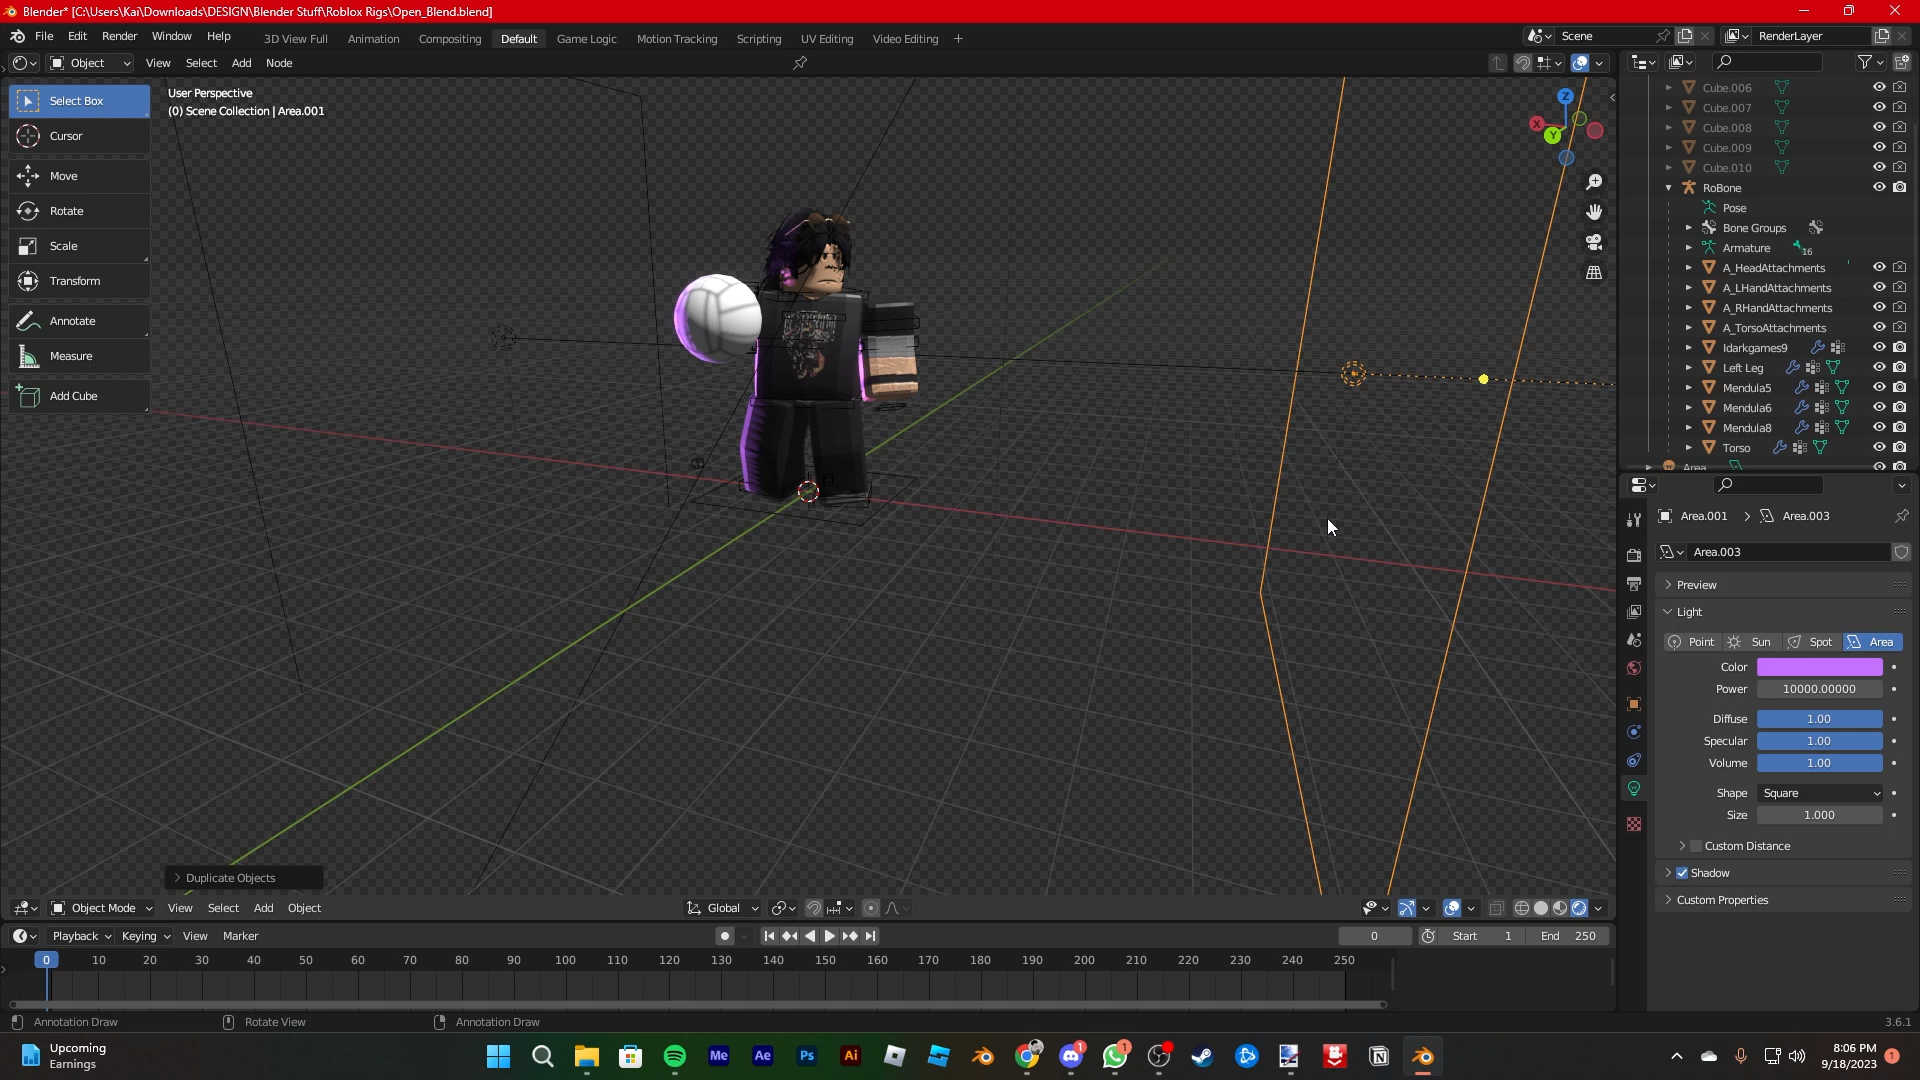 Blender* [C:\Users\Kai\Downloads\DESIGN\Blender Stuff\Roblox Rigs\Open_Blend.blend]
File Edit Render Window Help
3D View Full Animation Compositing Default Game Logic Motion Tracking Scripting UV Editing Video Editing +
Scene
RenderLayer
Object View Select Add Node
Select Box
Cursor
Move
Rotate
Scale
Transform
Annotate
Measure
Add Cube
User Perspective
(0) Scene Collection | Area.001
Z
X
Y
Cube.006
Cube.007
Cube.008
Cube.009
Cube.010
RoBone
Pose
Bone Groups
Armature 16
A_HeadAttachments
A_LHandAttachments
A_RHandAttachments
A_TorsoAttachments
Idarkgames9
Left Leg
Mendula5
Mendula6
Mendula8
Torso
Area
Area.001 > Area.003
Area.003
Preview
Light
Point Sun Spot Area
Color
Power 10000.00000
Diffuse 1.00
Specular 1.00
Volume 1.00
Shape Square
Size 1.000
Custom Distance
Shadow
Custom Properties
Duplicate Objects
Object Mode View Select Add Object
Global
Playback Keying View Marker
0 Start 1 End 250
0 10 20 30 40 50 60 70 80 90 100 110 120 130 140 150 160 170 180 190 200 210 220 230 240 250
Annotation Draw Rotate View Annotation Draw
3.6.1
Upcoming
Earnings
Me Ae Ps Ai
1 1
8:06 PM
9/18/2023
1